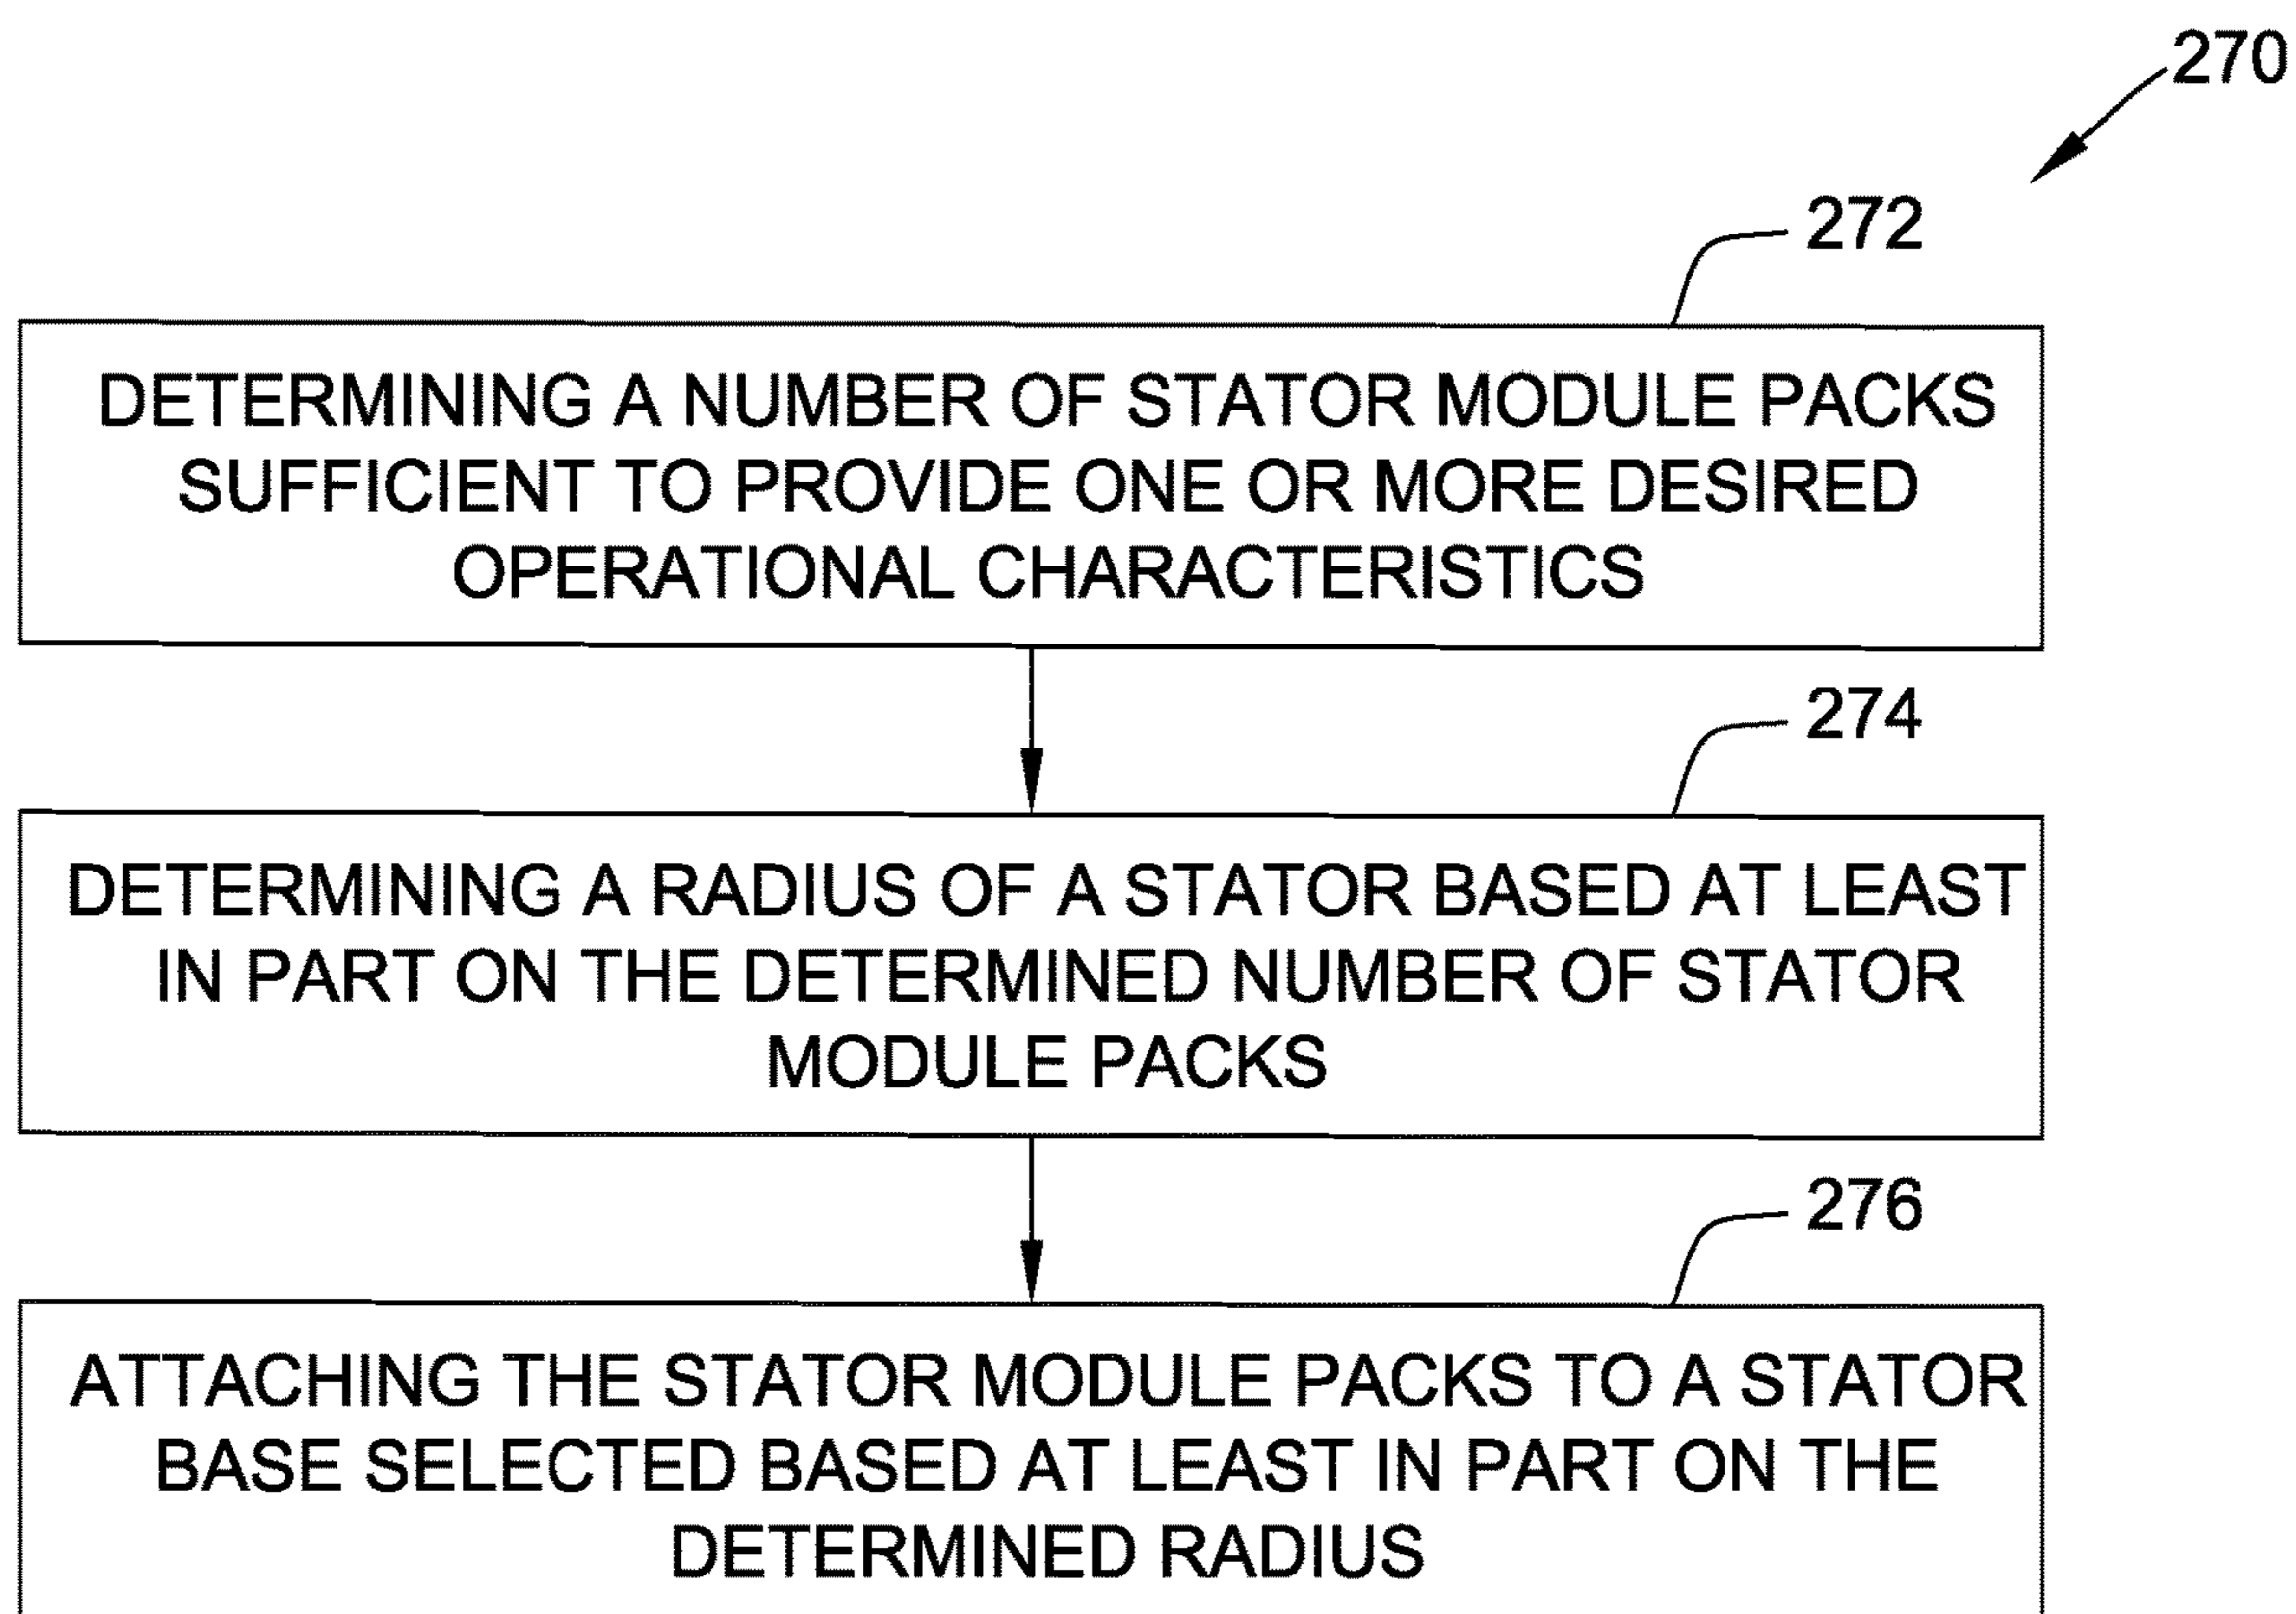 270
272
DETERMINING A NUMBER OF STATOR MODULE PACKS
SUFFICIENT TO PROVIDE ONE OR MORE DESIRED
OPERATIONAL CHARACTERISTICS
274
DETERMINING A RADIUS OF A STATOR BASED AT LEAST
IN PART ON THE DETERMINED NUMBER OF STATOR
MODULE PACKS
276
ATTACHING THE STATOR MODULE PACKS TO A STATOR
BASE SELECTED BASED AT LEAST IN PART ON THE
DETERMINED RADIUS